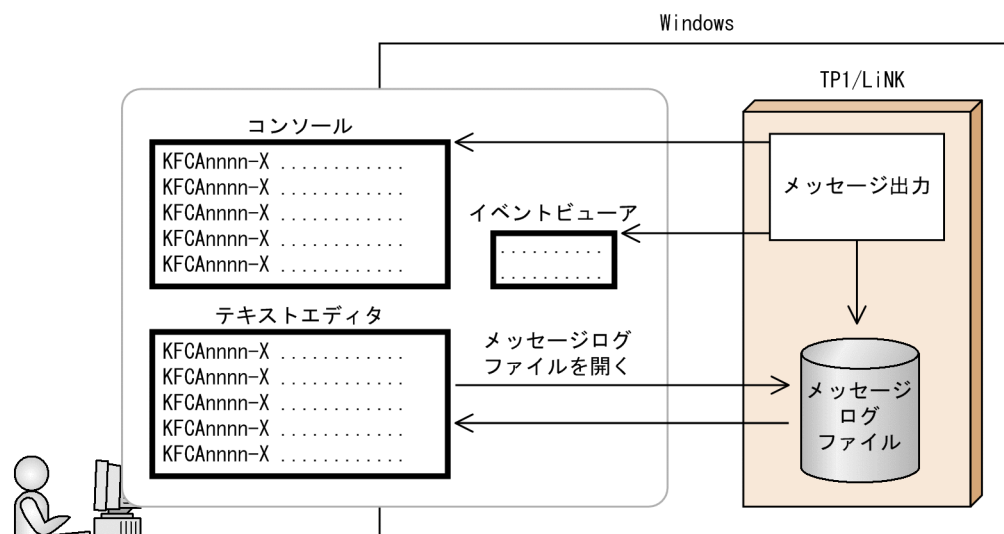 Windows
TP1/LiNK
コンソール
KFCAnnnn-X ............
KFCAnnnn-X ............
KFCAnnnn-X ............
KFCAnnnn-X ............
KFCAnnnn-X ............
メッセージ出力
イベントビューア
..........
..........
テキストエディタ
KFCAnnnn-X ............
KFCAnnnn-X ............
KFCAnnnn-X ............
KFCAnnnn-X ............
KFCAnnnn-X ............
メッセージログ
ファイルを開く
メッセージ
ログ
ファイル